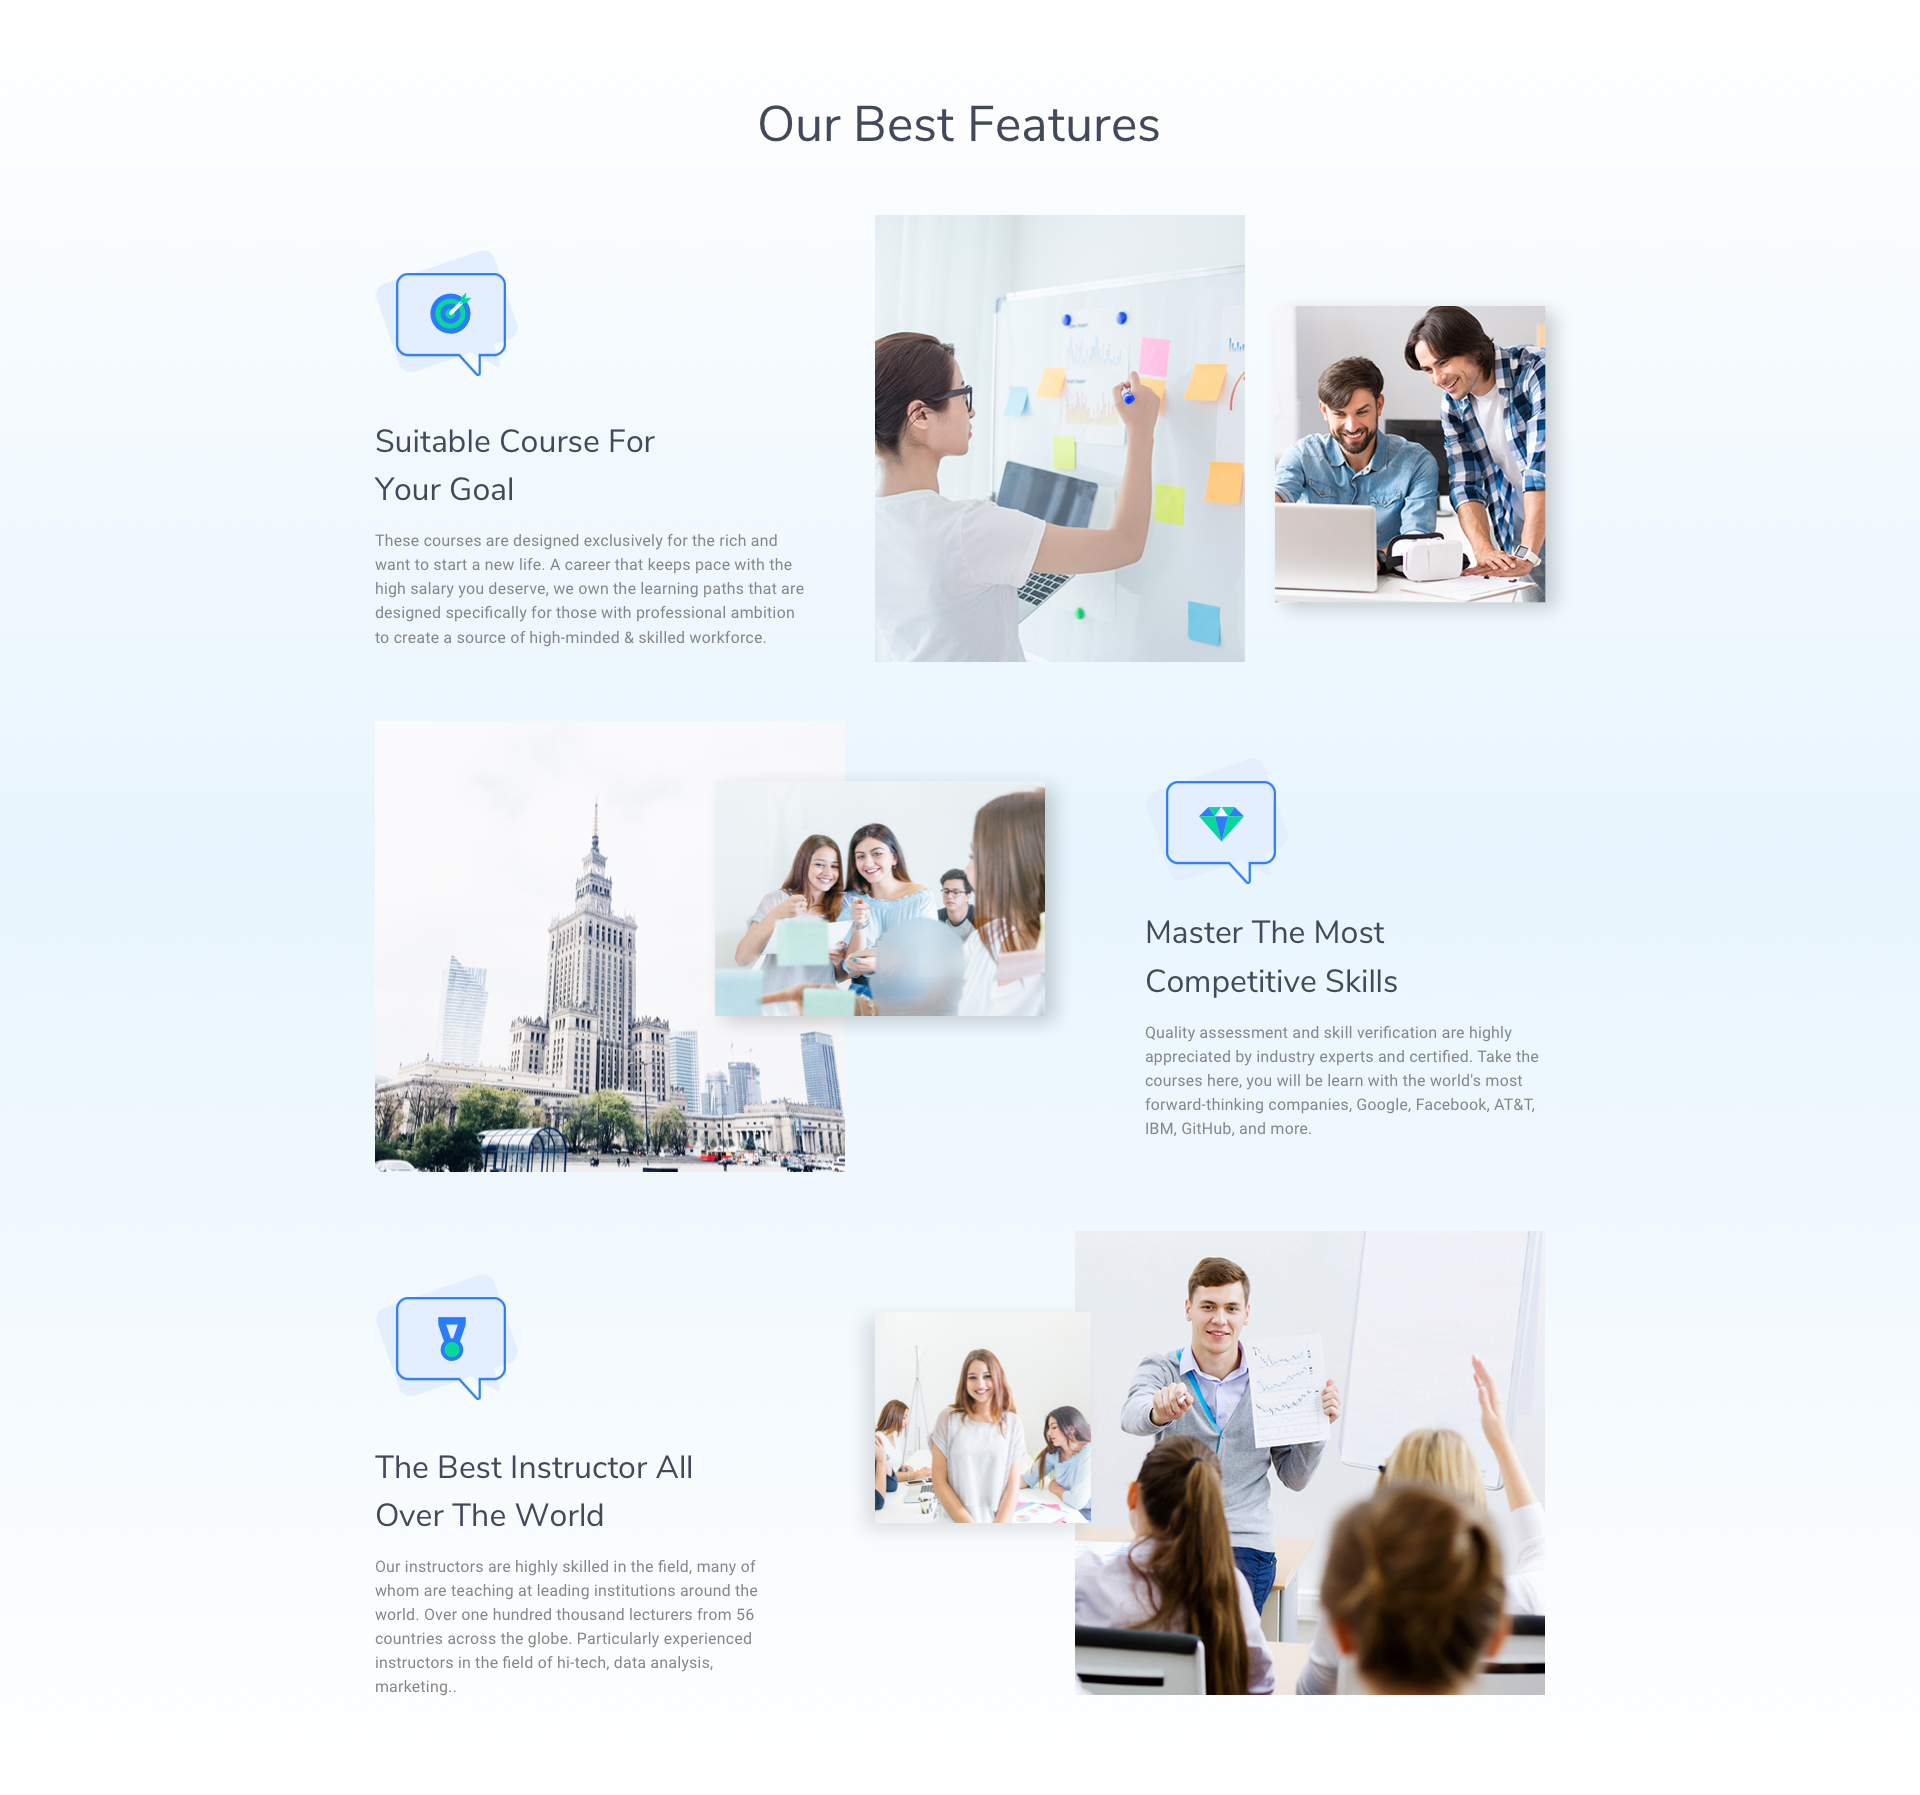 Our Best Features
Suitable Course For
Your Goal
These courses are designed exclusively for the rich and
want to start a new life. A career that keeps pace with the
high salary you deserve, we own the learning paths that are
designed specifically for those with professional ambition
to create a source of high-minded & skilled workforce.
Master The Most
Competitive Skills
Quality assessment and skill verification are highly
appreciated by industry experts and certified. Take the
courses here, you will be learn with the world's most
forward-thinking companies, Google, Facebook, AT&T,
IBM, GitHub, and more.
The Best Instructor All
Over The World
Our instructors are highly skilled in the field, many of
whom are teaching at leading institutions around the
world. Over one hundred thousand lecturers from 56
countries across the globe. Particularly experienced
instructors in the field of hi-tech, data analysis,
marketing..